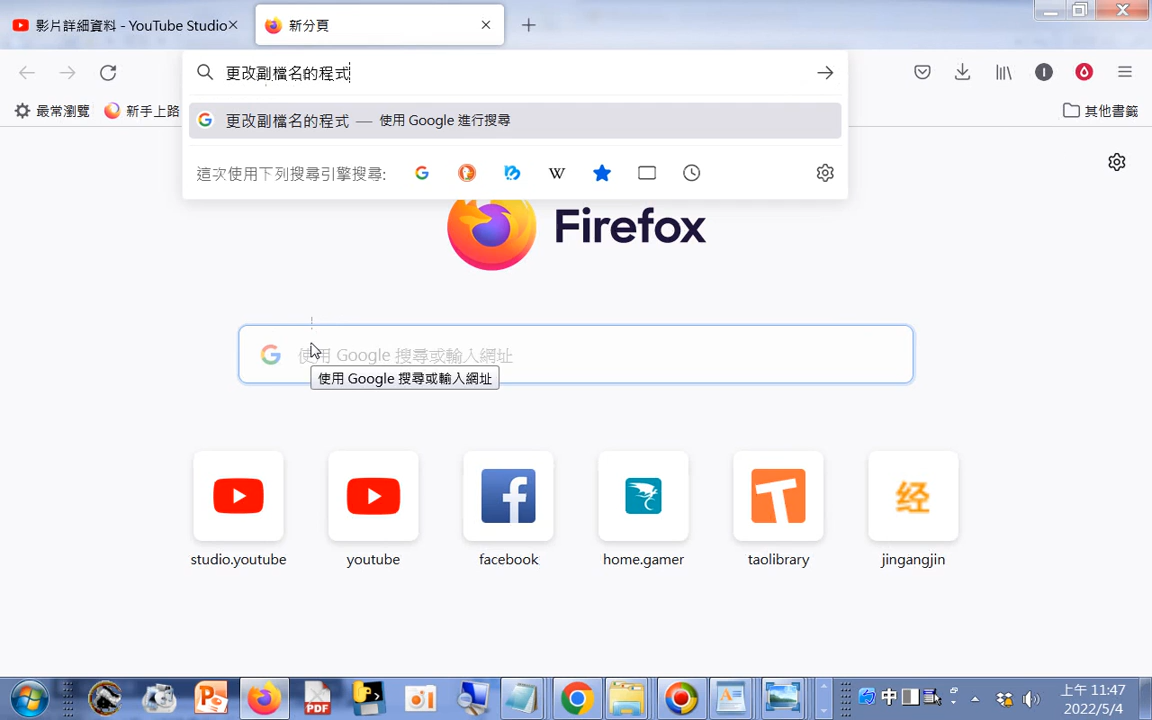 影片詳細資料 - YouTube Studio
新分頁
更改副檔名的程式
最常瀏覽
新手上路
其他書籤
更改副檔名的程式 — 使用 Google 進行搜尋
這次使用下列搜尋引擎搜尋:
Firefox
使用 Google 搜尋或輸入網址
使用 Google 搜尋或輸入網址
studio.youtube
youtube
facebook
home.gamer
taolibrary
jingangjin
经
PDF
中
上午 11:47
2022/5/4